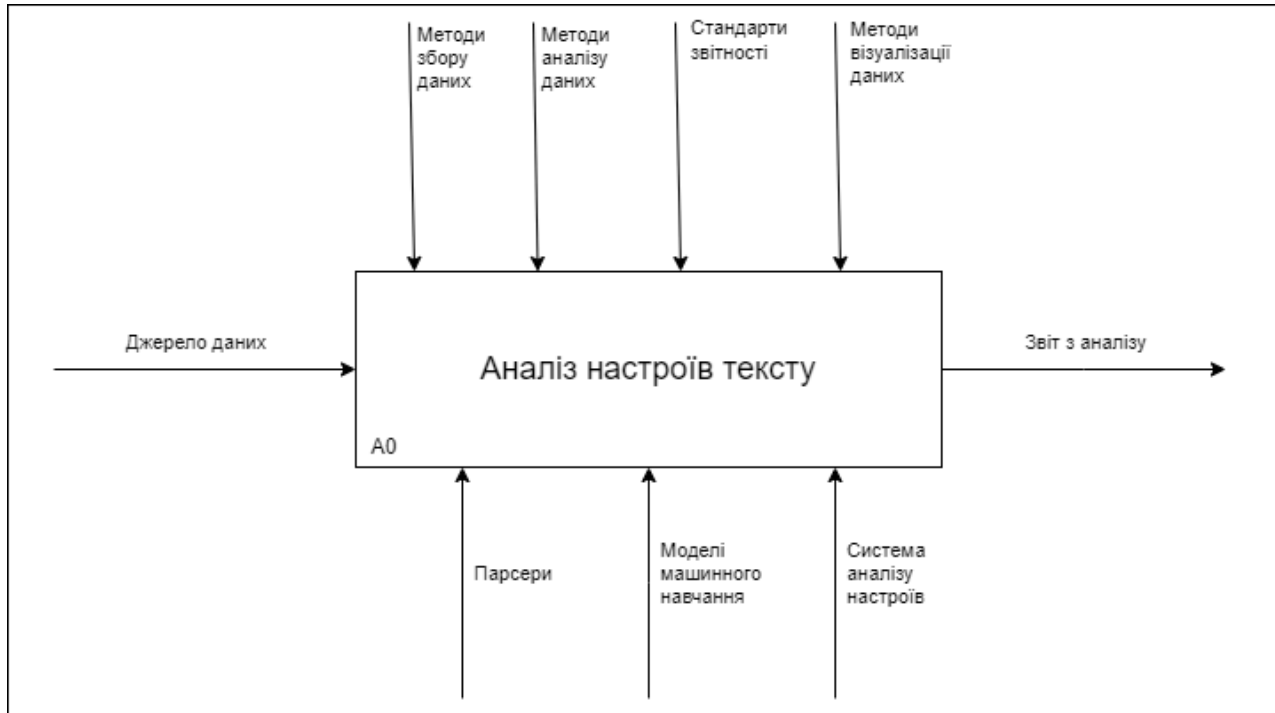 Методи
збору
даних
Методи
аналізу
даних
Стандарти
звітності
Методи
візуалізації
даних
Джерело даних
Аналіз настроїв тексту
А0
Звіт з аналізу
Парсери
Моделі
машинного
навчання
Система
аналізу
настроїв